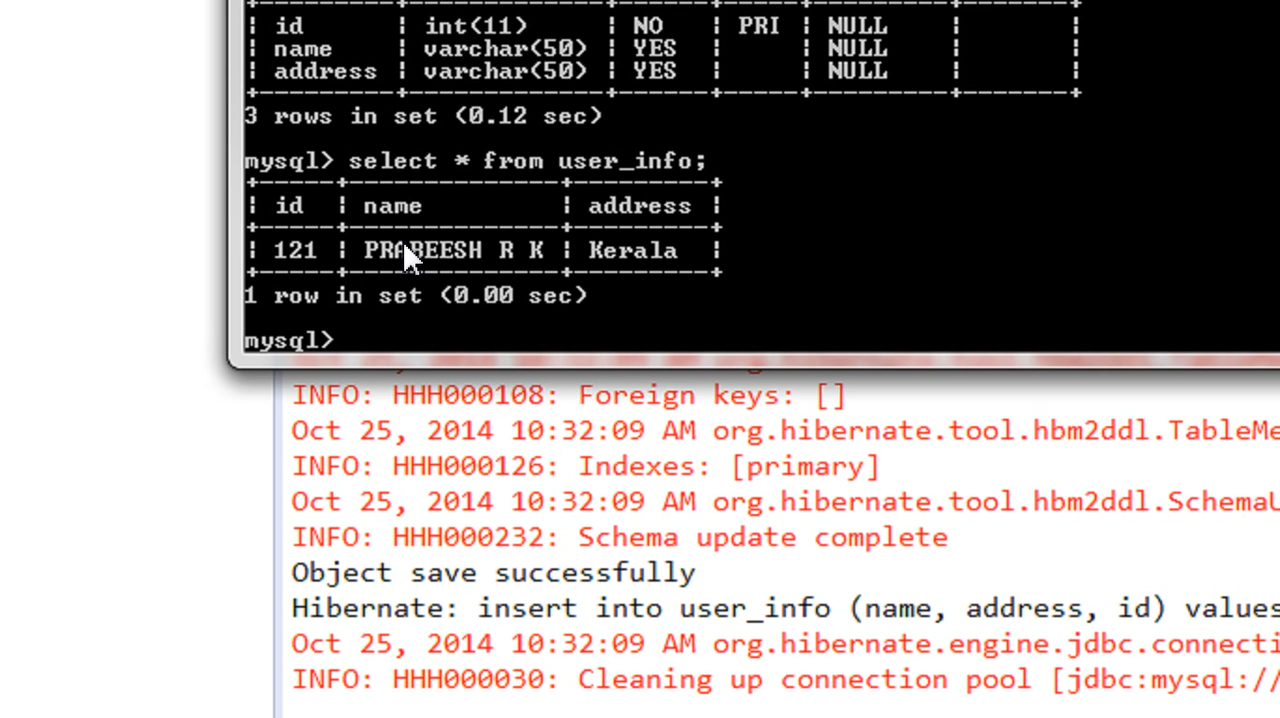 | id | int(11) | NO | PRI | NULL | |
| name | varchar(50) | YES | | NULL | |
| address | varchar(50) | YES | | NULL | |
3 rows in set (0.12 sec)
mysql> select * from user_info;
| id | name | address |
| 121 | PRABEESH R K | Kerala |
1 row in set (0.00 sec)
mysql>
INFO: HHH000108: Foreign keys: []
Oct 25, 2014 10:32:09 AM org.hibernate.tool.hbm2ddl.TableMe
INFO: HHH000126: Indexes: [primary]
Oct 25, 2014 10:32:09 AM org.hibernate.tool.hbm2ddl.SchemaU
INFO: HHH000232: Schema update complete
Object save successfully
Hibernate: insert into user_info (name, address, id) values
Oct 25, 2014 10:32:09 AM org.hibernate.engine.jdbc.connecti
INFO: HHH000030: Cleaning up connection pool [jdbc:mysql://